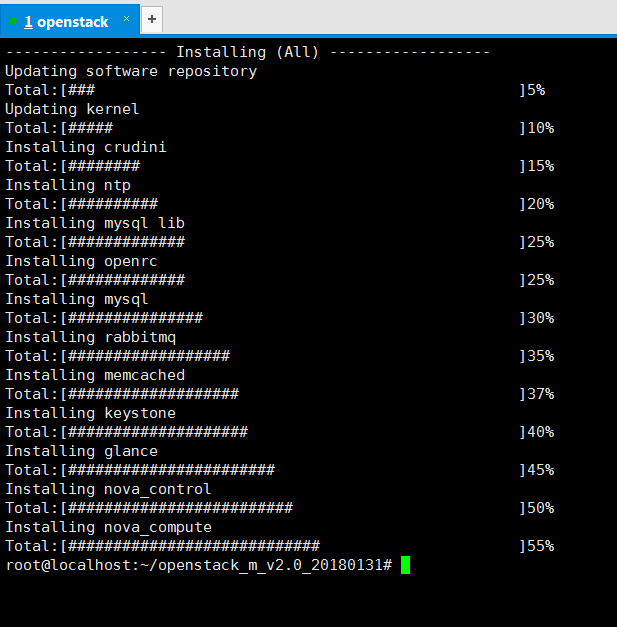 1 openstack × +
------------------ Installing (All) ------------------
Updating software repository
Total:[###                                               ]5%
Updating kernel
Total:[#####                                             ]10%
Installing crudini
Total:[########                                          ]15%
Installing ntp
Total:[##########                                        ]20%
Installing mysql lib
Total:[#############                                     ]25%
Installing openrc
Total:[#############                                     ]25%
Installing mysql
Total:[###############                                   ]30%
Installing rabbitmq
Total:[##################                                ]35%
Installing memcached
Total:[###################                               ]37%
Installing keystone
Total:[####################                              ]40%
Installing glance
Total:[#######################                           ]45%
Installing nova_control
Total:[#########################                         ]50%
Installing nova_compute
Total:[############################                      ]55%
root@localhost:~/openstack_m_v2.0_20180131#